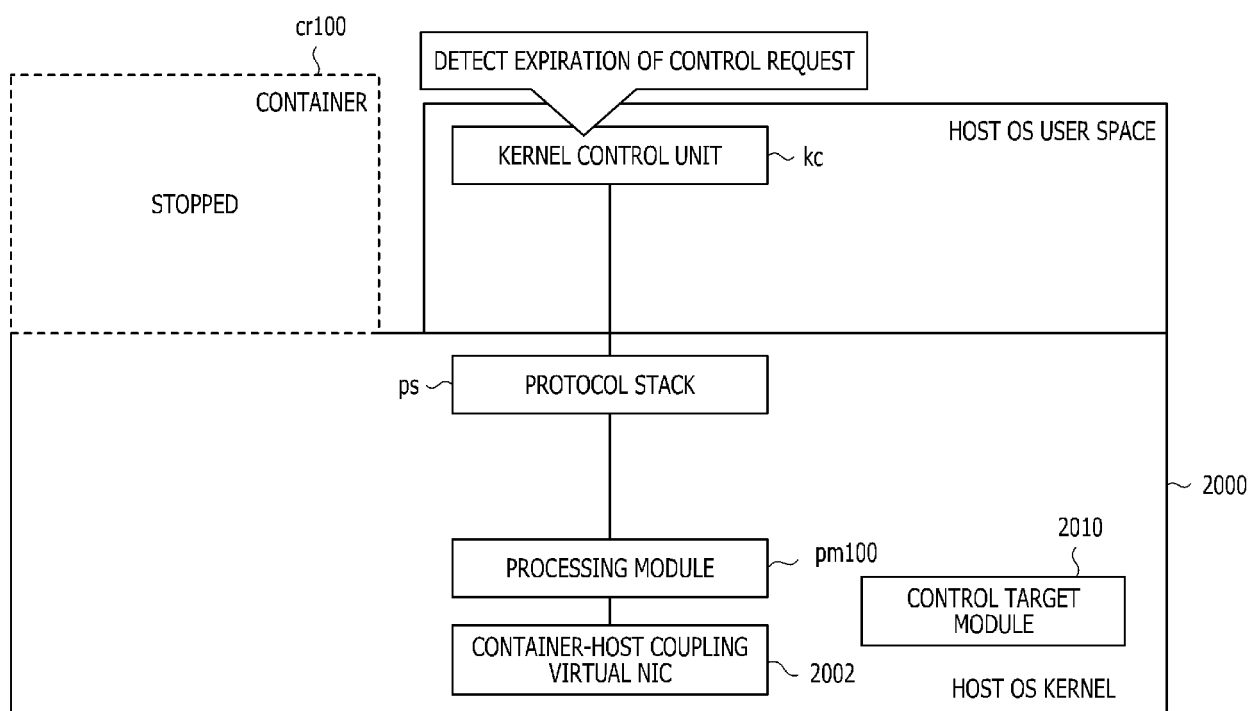 cr100
DETECT EXPIRATION OF CONTROL REQUEST
CONTAINER
HOST OS USER SPACE
KERNEL CONTROL UNIT
kc
STOPPED
ps
PROTOCOL STACK
2000
2010
PROCESSING MODULE
pm100
CONTROL TARGET
MODULE
CONTAINER-HOST COUPLING
VIRTUAL NIC
2002
HOST OS KERNEL